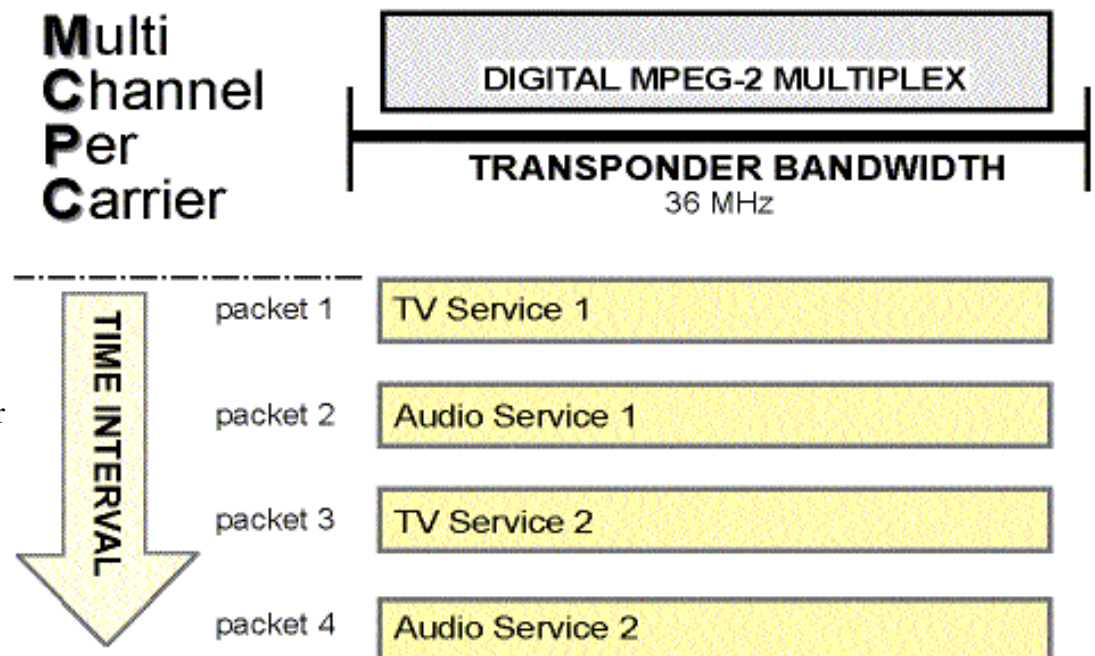 Multi
Channel
Per
Carrier
DIGITAL MPEG-2 MULTIPLEX
TRANSPONDER BANDWIDTH
36 MHz
TIME INTERVAL
packet 1
TV Service 1
r
packet 2
Audio Service 1
packet 3
TV Service 2
packet 4
Audio Service 2